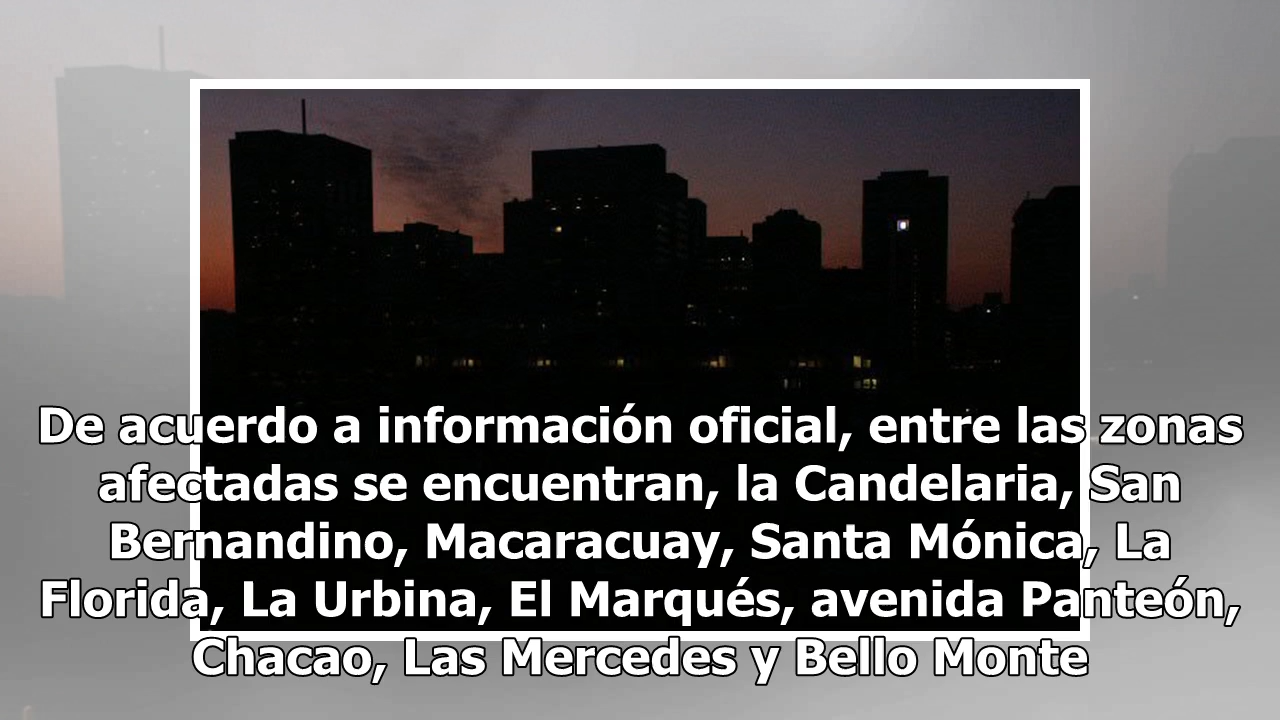 De acuerdo a información oficial, entre las zonas
afectadas se encuentran, la Candelaria, San
Bernandino, Macaracuay, Santa Mónica, La
Florida, La Urbina, El Marqués, avenida Panteón,
Chacao, Las Mercedes y Bello Monte